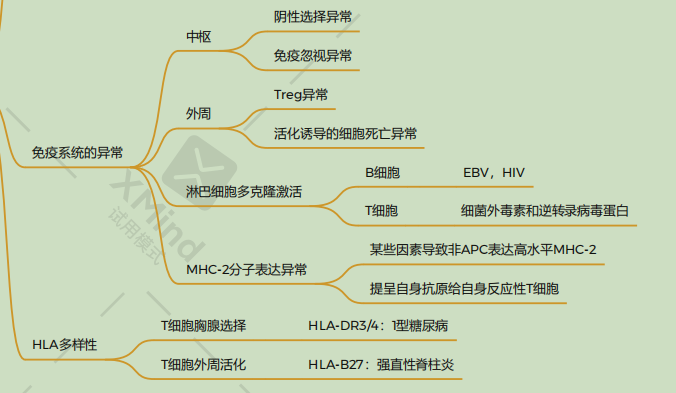 阴性选择异常
中枢
免疫忽视异常
Treg异常
外周
活化诱导的细胞死亡异常
免疫系统的异常
B细胞 EBV，HIV
淋巴细胞多克隆激活
T细胞 细菌外毒素和逆转录病毒蛋白
某些因素导致非APC表达高水平MHC-2
MHC-2分子表达异常
提呈自身抗原给自身反应性T细胞
T细胞胸腺选择 HLA-DR3/4：1型糖尿病
HLA多样性
T细胞外周活化 HLA-B27：强直性脊柱炎
XMind
试用模式